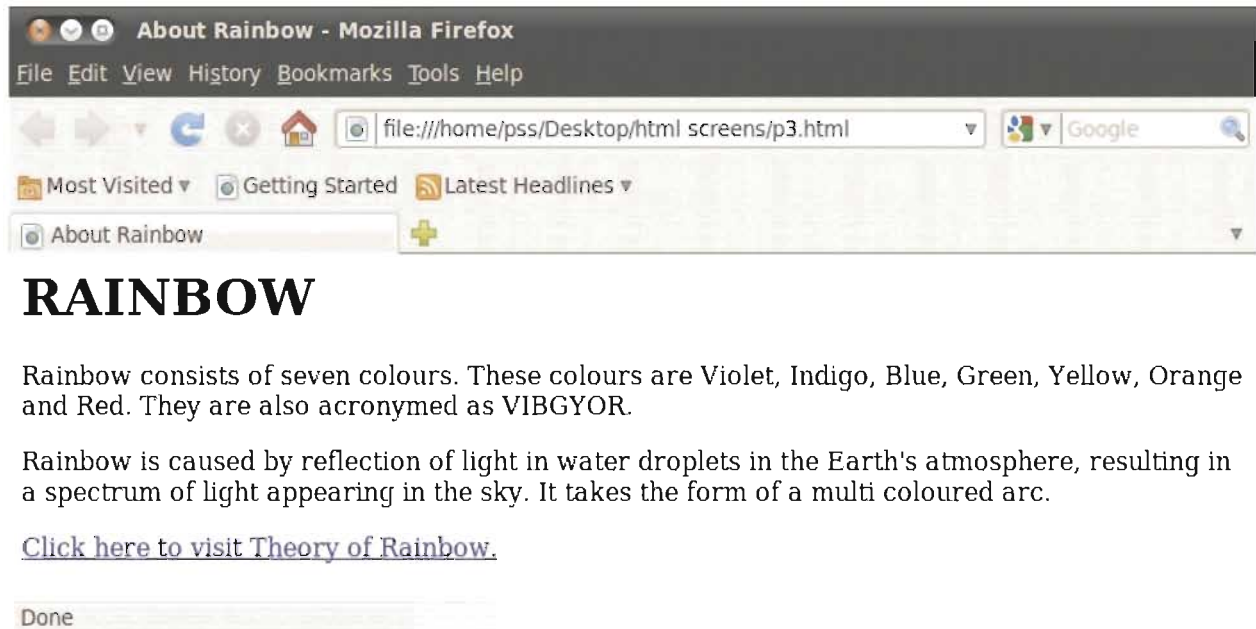 About Rainbow - Mozilla Firefox
File Edit View History Bookmarks Tools Help
file:///home/pss/Desktop/html screens/p3.html Google
Most Visited Getting Started Latest Headlines
About Rainbow
RAINBOW
Rainbow consists of seven colours. These colours are Violet, Indigo, Blue, Green, Yellow, Orange
and Red. They are also acronymed as VIBGYOR.
Rainbow is caused by reflection of light in water droplets in the Earth's atmosphere, resulting in
a spectrum of light appearing in the sky. It takes the form of a multi coloured arc.
Click here to visit Theory of Rainbow.
Done